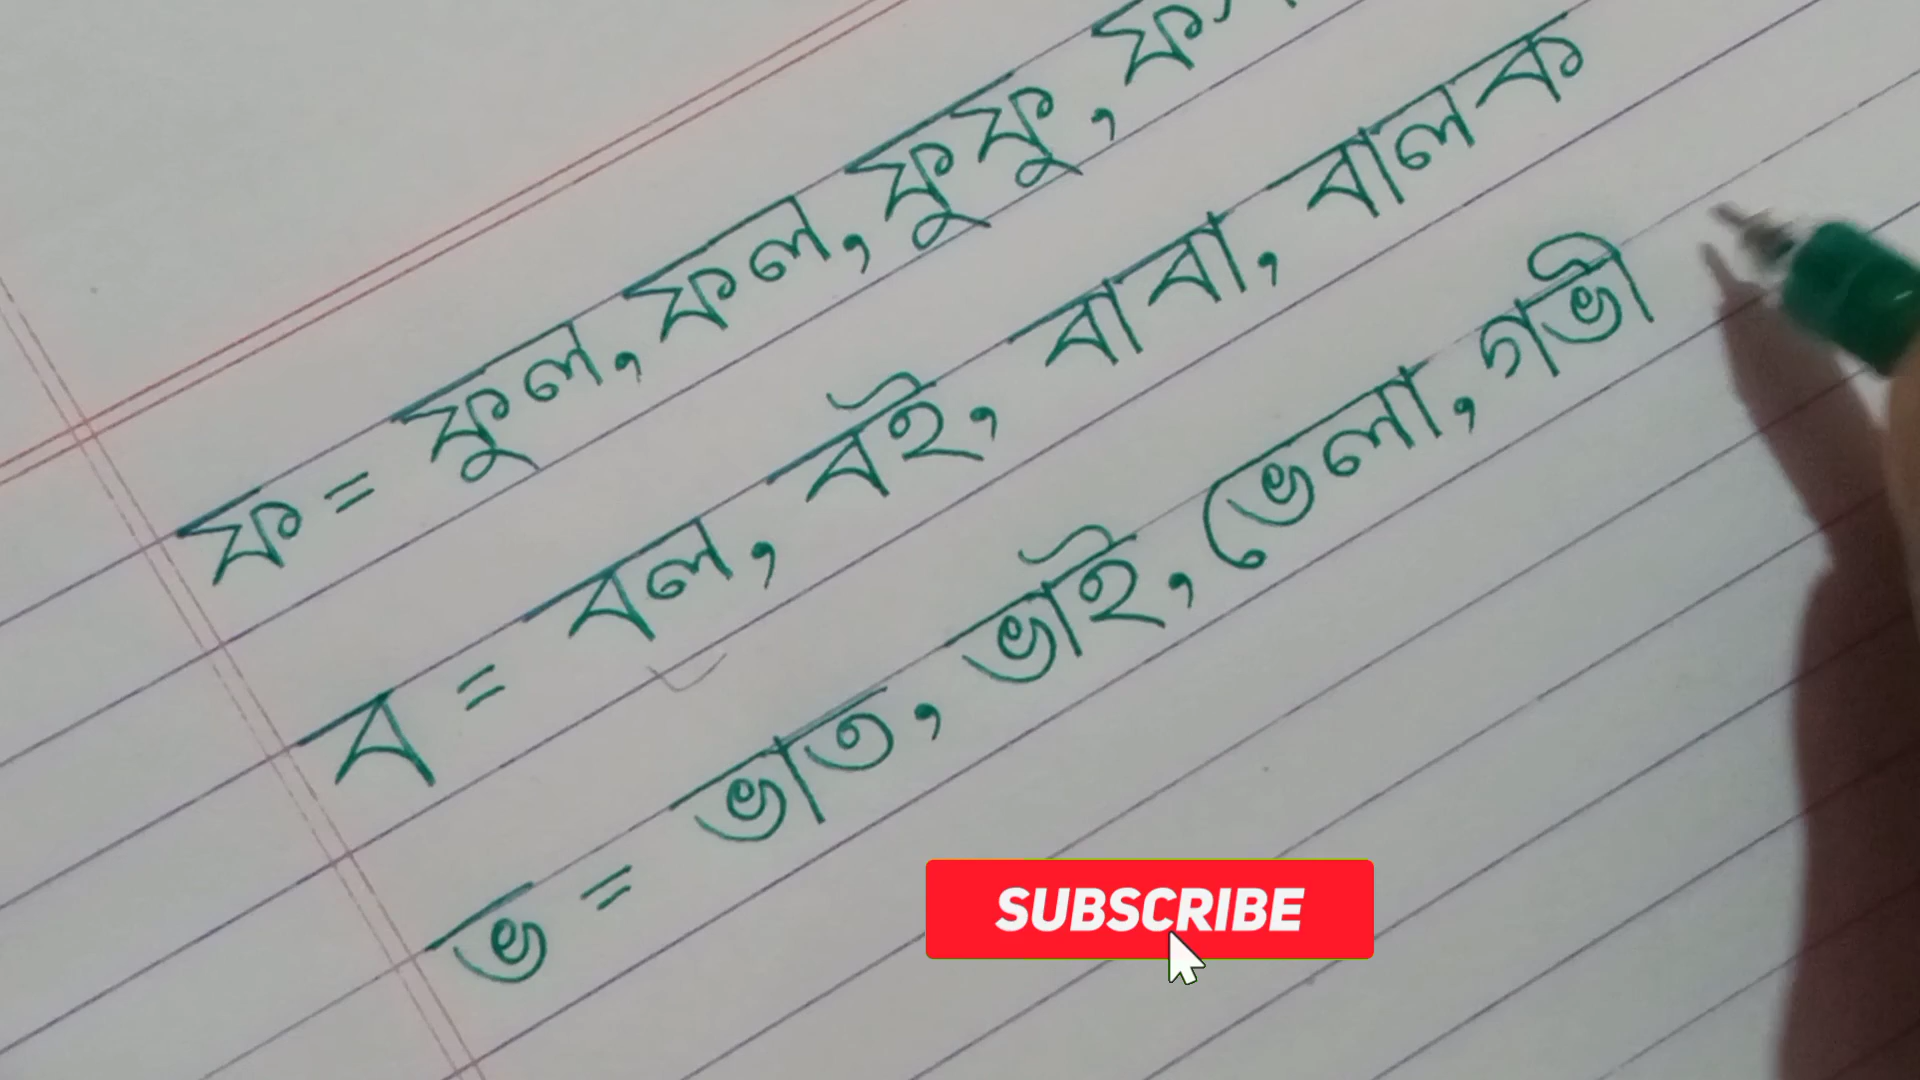 ফ = ফুল, ফল, ফুফু,
ব = বল, বই, বাবা, বালক
ভ = ভাত, ভাই, ভেলা, গভী
SUBSCRIBE